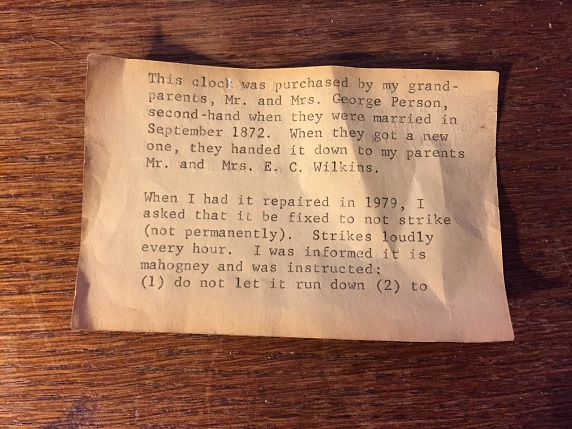 This clock was purchased by my grand-
parents, Mr. and Mrs. George Person,
second-hand when they were married in
September 1872. When they got a new
one, they handed it down to my parents
Mr. and Mrs. E. C. Wilkins.
When I had it repaired in 1979, I
asked that it be fixed to not strike
(not permanently). Strikes loudly
every hour. I was informed it is
mahogney and was instructed:
(1) do not let it run down (2) to